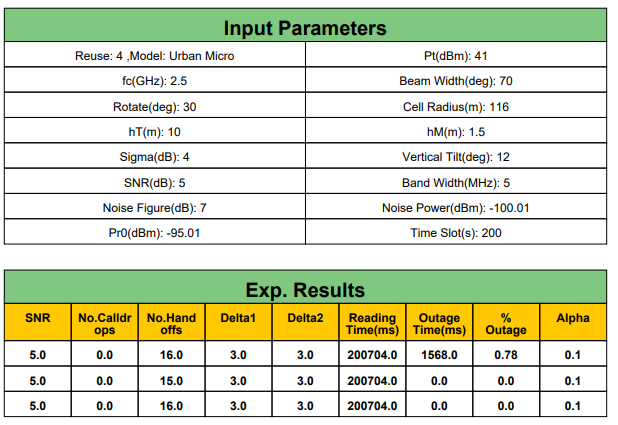 Input Parameters
Reuse: 4 ,Model: Urban Micro Pt(dBm): 41
fc(GHz): 2.5 Beam Width(deg): 70
Rotate(deg): 30 Cell Radius(m): 116
hT(m): 10 hM(m): 1.5
Sigma(dB): 4 Vertical Tilt(deg): 12
SNR(dB): 5 Band Width(MHz): 5
Noise Figure(dB): 7 Noise Power(dBm): -100.01
Pr0(dBm): -95.01 Time Slot(s): 200
Exp. Results
SNR No.Calldr No.Hand Delta1 Delta2 Reading Outage % Alpha
ops offs Time(ms) Time(ms) Outage
5.0 0.0 16.0 3.0 3.0 200704.0 1568.0 0.78 0.1
5.0 0.0 15.0 3.0 3.0 200704.0 0.0 0.0 0.1
5.0 0.0 16.0 3.0 3.0 200704.0 0.0 0.0 0.1